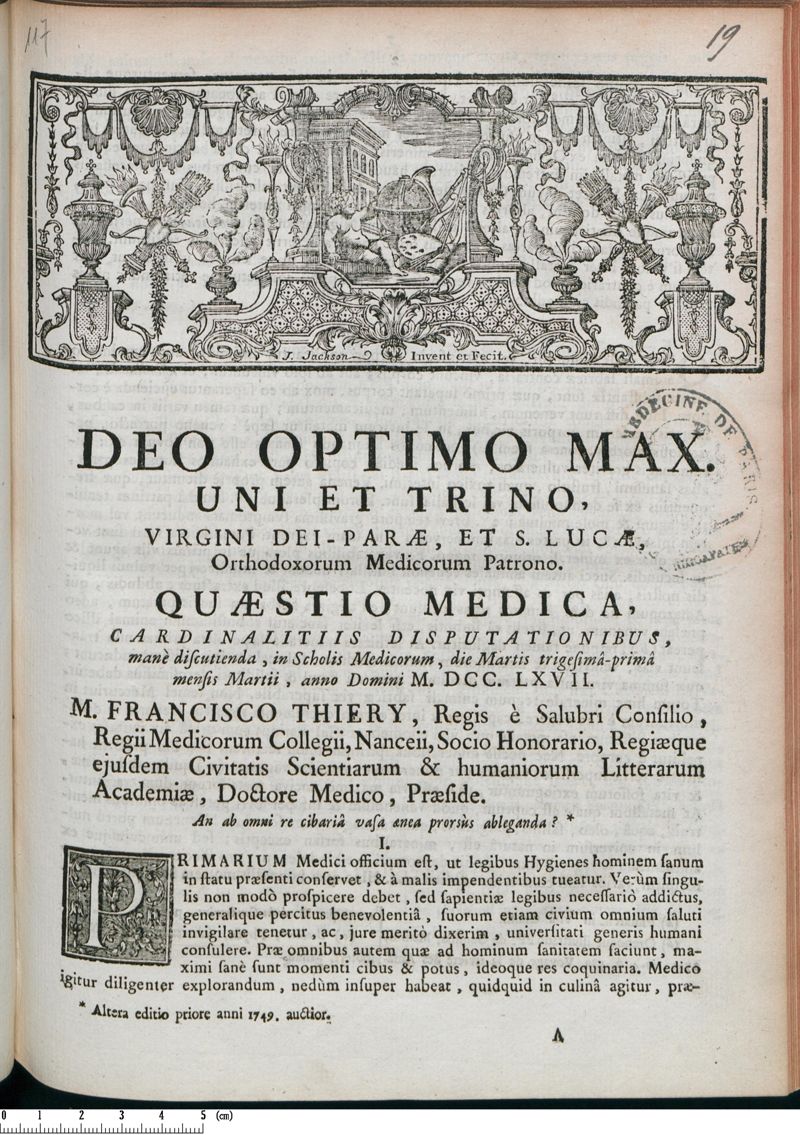 117
19
J. Jackson Invent et Fecit.
DEO OPTIMO MAX.
UNI ET TRINO,
VIRGINI DEI-PARÆ, ET S. LUCÆ,
Orthodoxorum Medicorum Patrono.
MEDECINE DE PARIS
QUÆSTIO MEDICA,
CARDINALITIIS DISPUTATIONIBUS,
manè diſcutienda, in Scholis Medicorum, die Martis trigeſimâ-primâ
menſis Martii, anno Domini M. DCC. LXVII.
M. FRANCISCO THIERY, Regis è Salubri Conſilio,
Regii Medicorum Collegii, Nanceii, Socio Honorario, Regiæque
ejuſdem Civitatis Scientiarum & humaniorum Litterarum
Academiæ, Doctore Medico, Præſide.
An ab omni re cibariâ vaſa ænea prorsùs ableganda? *
I.
PRIMARIUM Medici officium eſt, ut legibus Hygienes hominem ſanum
in ſtatu præſenti conſervet, & à malis impendentibus tueatur. Verùm ſingu-
lis non modò proſpicere debet, ſed ſapientiæ legibus neceſſariò addictus,
generalique percitus benevolentiâ, ſuorum etiam civium omnium ſaluti
invigilare tenetur, ac, jure meritò dixerim, univerſitati generis humani
conſulere. Præ omnibus autem quæ ad hominum ſanitatem faciunt, ma-
ximi ſanè ſunt momenti cibus & potus, ideoque res coquinaria. Medico
igitur diligenter explorandum, nedùm inſuper habeat, quidquid in culinâ agitur, præ-
* Altera editio priore anni 1749. auctior.
A
0 1 2 3 4 5 (cm)